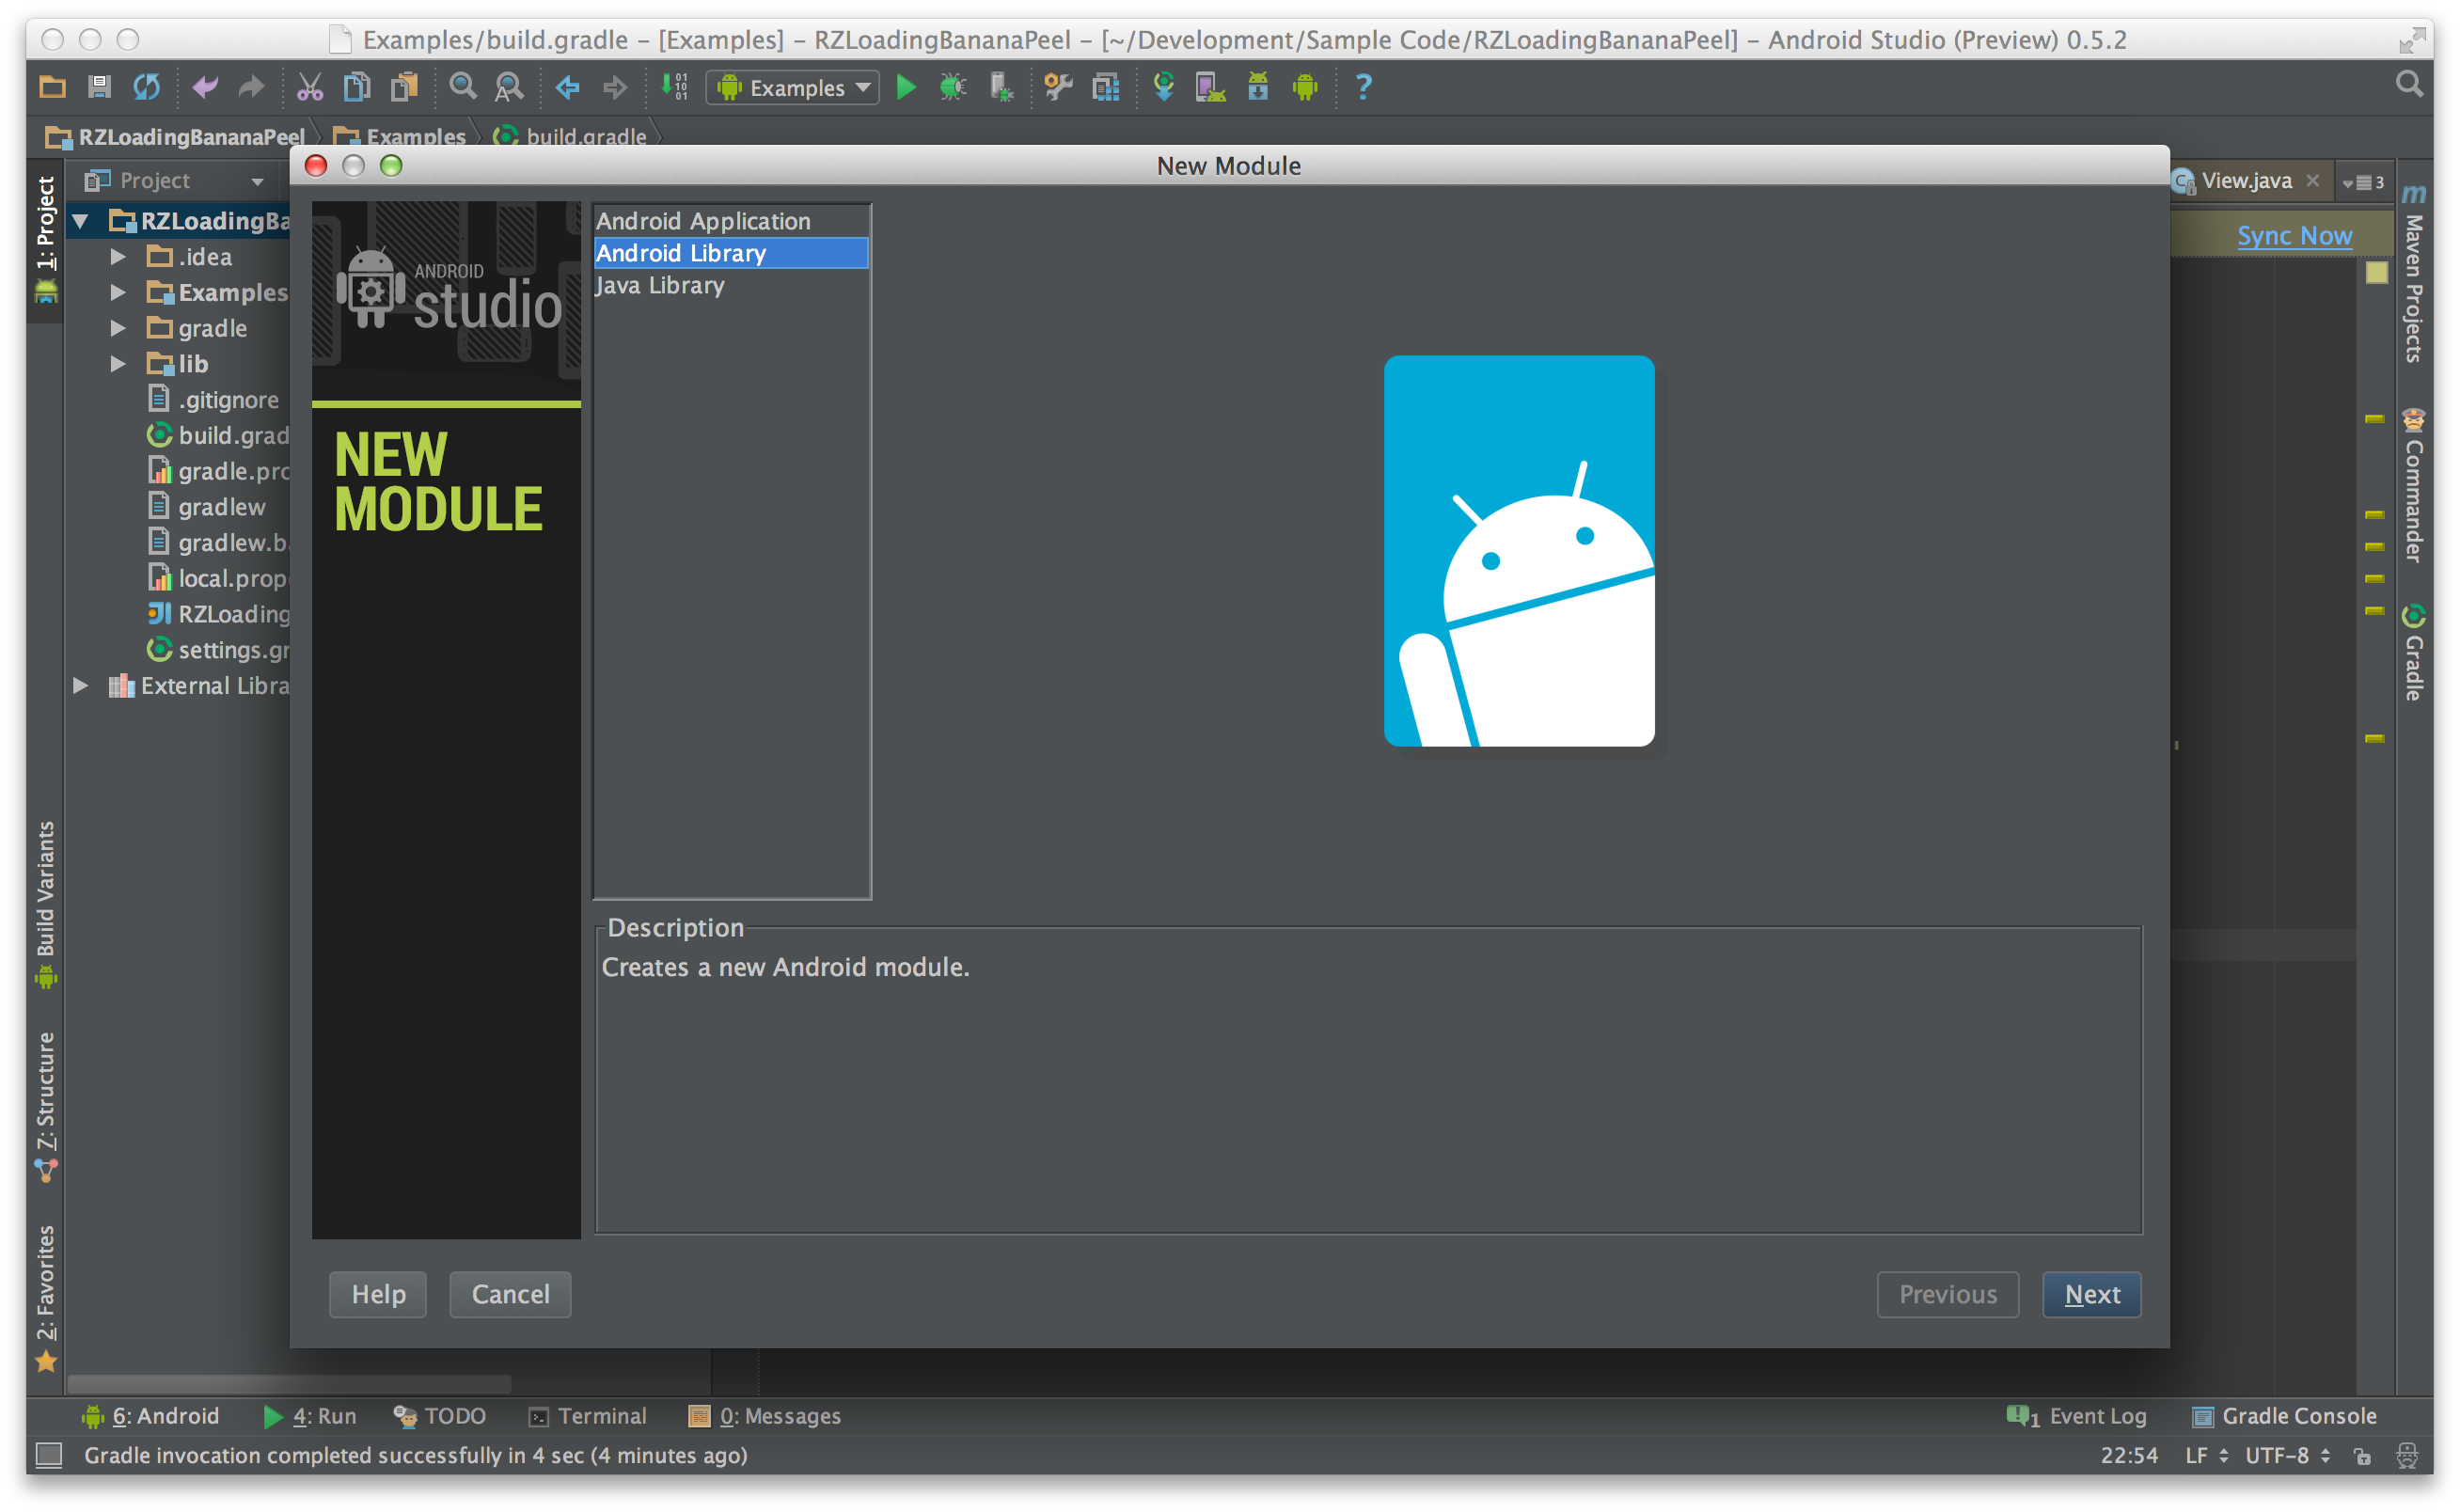 Examples/build.gradle – [Examples] – RZLoadingBananaPeel – [~/Development/Sample Code/RZLoadingBananaPeel] – Android Studio (Preview) 0.5.2
Examples
?
RZLoadingBananaPeel
Examples
build.gradle
New Module
1: Project
Project
RZLoadingBa
.idea
Examples
gradle
lib
.gitignore
build.grad
gradle.pro
gradlew
gradlew.ba
local.prop
RZLoading
settings.gr
External Libra
ANDROID
studio
NEW
MODULE
Android Application
Android Library
Java Library
Description
Creates a new Android module.
Help
Cancel
Previous
Next
View.java
3
Sync Now
Maven Projects
Commander
Gradle
Build Variants
7: Structure
2: Favorites
6: Android
4: Run
TODO
Terminal
0: Messages
1 Event Log
Gradle Console
Gradle invocation completed successfully in 4 sec (4 minutes ago)
22:54
LF
UTF-8